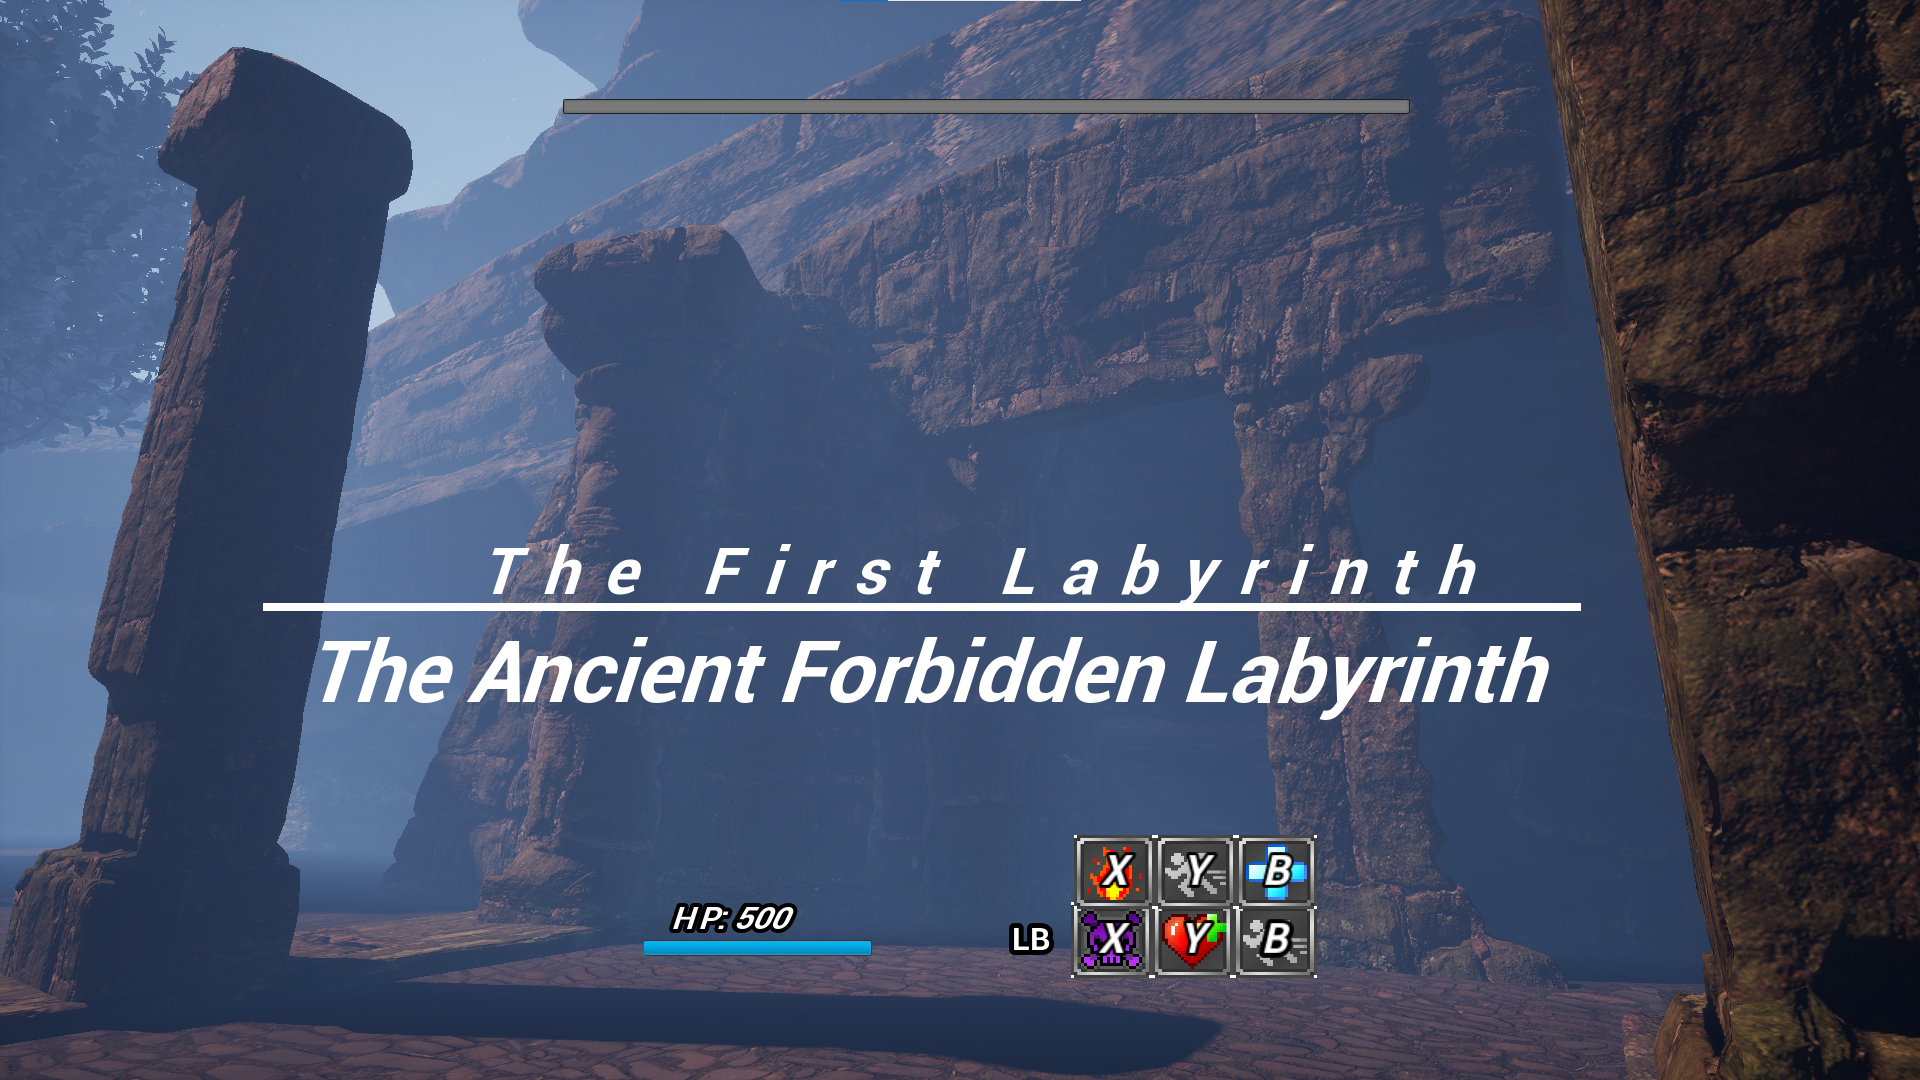 The First Labyrinth
The Ancient Forbidden Labyrinth
X Y B
HP: 500
LB X Y B